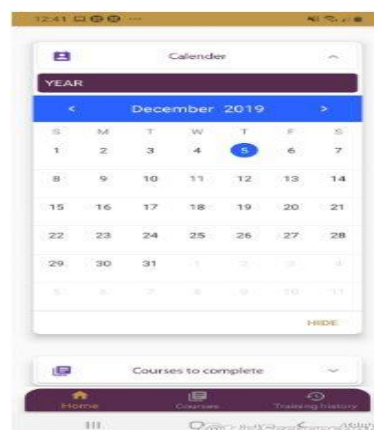 12:41
Calender
YEAR
< December 2019 >
S M T W T F S
1 2 3 4 5 6 7
8 9 10 11 12 13 14
15 16 17 18 19 20 21
22 23 24 25 26 27 28
29 30 31 1 2 3 4
5 6 7 8 9 10 11
HIDE
Courses to complete
Home Courses Training history